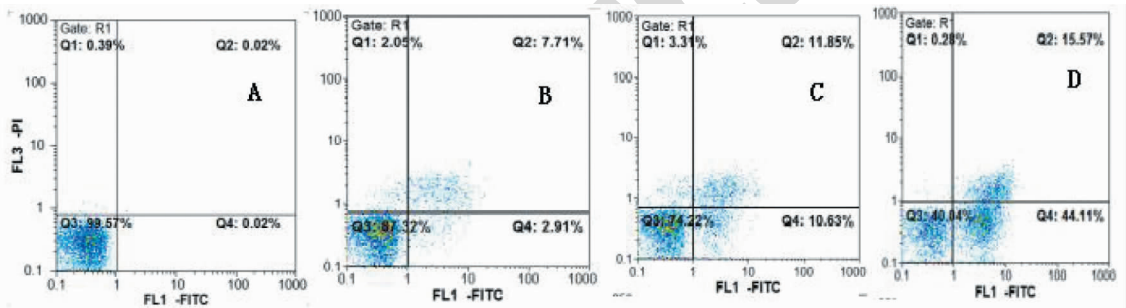 Gate: R1
Q1: 0.39% Q2: 0.02%
A
Q3: 99.57% Q4: 0.02%
1000
100
10
1
0.1
FL3 -PI
0.1 1 10 100 1000
FL1 -FITC
Gate: R1
Q1: 2.05% Q2: 7.71%
B
Q3: 87.32% Q4: 2.91%
1000
100
10
1
0.1
0.1 1 10 100 1000
FL1 -FITC
Gate: R1
Q1: 3.31% Q2: 11.85%
C
Q3: 74.22% Q4: 10.63%
1000
100
10
1
0.1
0.1 1 10 100 1000
FL1 -FITC
Gate: R1
Q1: 0.28% Q2: 15.57%
D
Q3: 40.04% Q4: 44.11%
1000
100
10
1
0.1
0.1 1 10 100 1000
FL1 -FITC